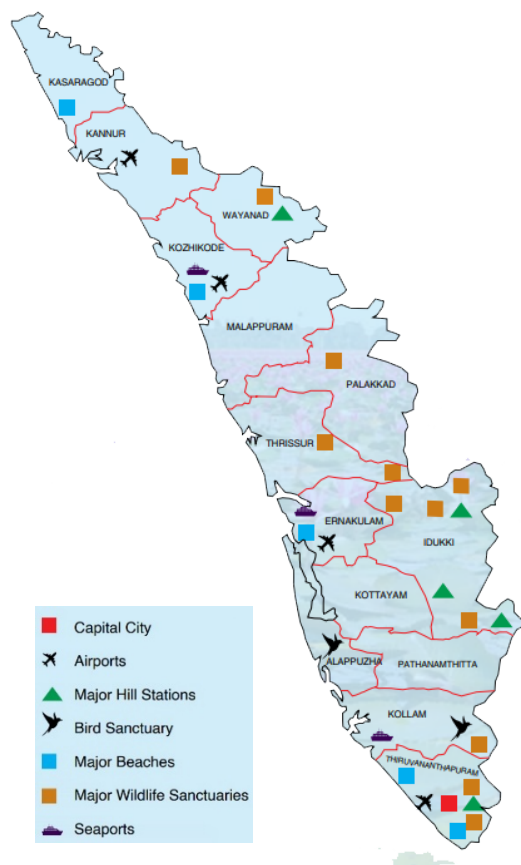 KASARAGOD
KANNUR
WAYANAD
KOZHIKODE
MALAPPURAM
PALAKKAD
THRISSUR
ERNAKULAM
IDUKKI
KOTTAYAM
ALAPPUZHA
PATHANAMTHITTA
KOLLAM
THIRUVANANTHAPURAM
Capital City
Airports
Major Hill Stations
Bird Sanctuary
Major Beaches
Major Wildlife Sanctuaries
Seaports